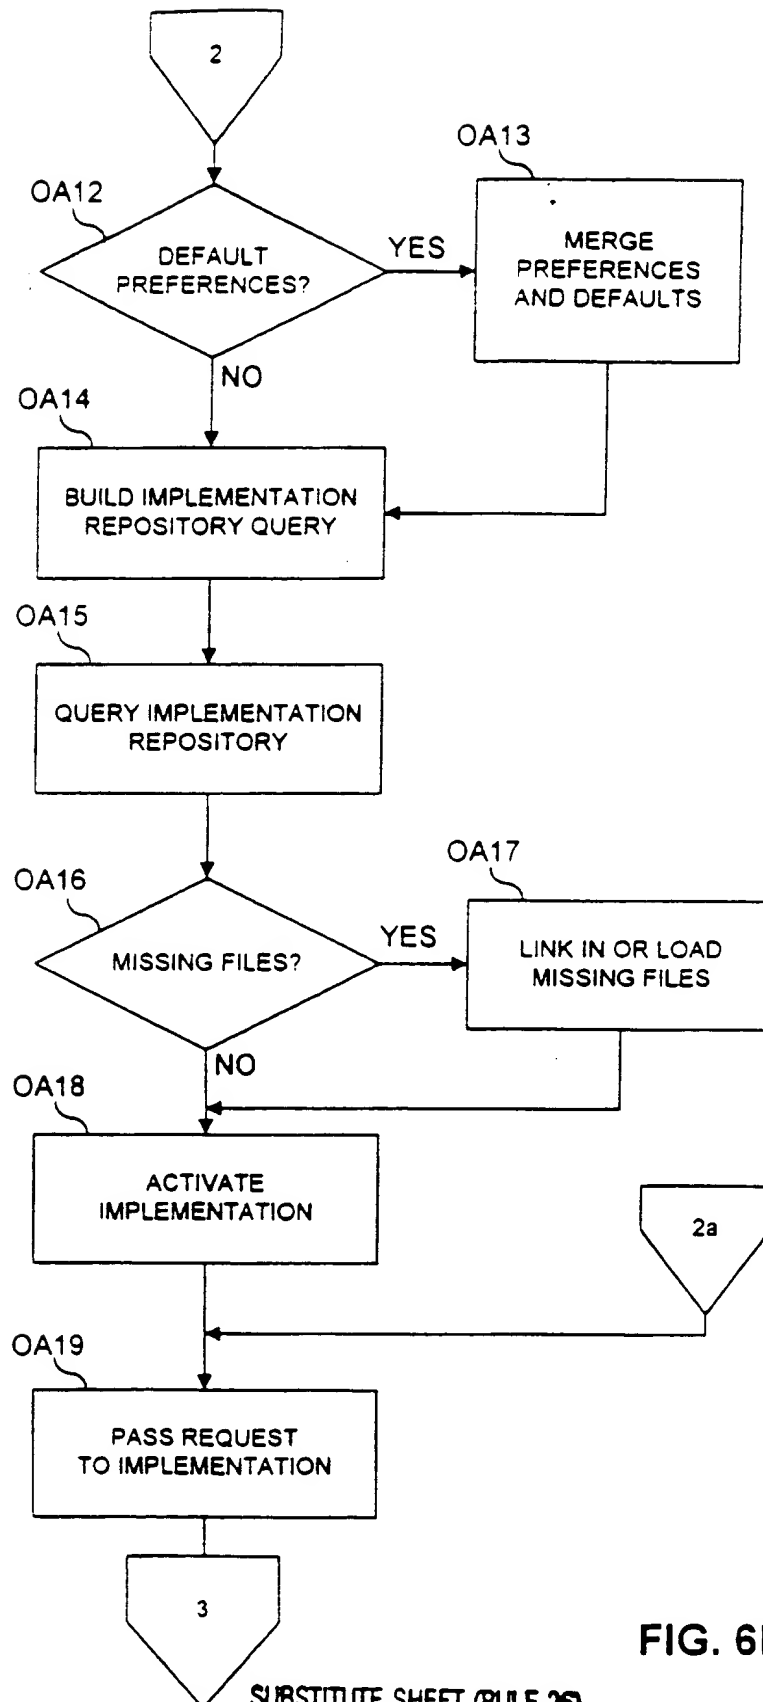 2
OA12
DEFAULT
PREFERENCES?
YES
OA13
MERGE
PREFERENCES
AND DEFAULTS
NO
OA14
BUILD IMPLEMENTATION
REPOSITORY QUERY
OA15
QUERY IMPLEMENTATION
REPOSITORY
OA16
MISSING FILES?
YES
OA17
LINK IN OR LOAD
MISSING FILES
NO
OA18
ACTIVATE
IMPLEMENTATION
2a
OA19
PASS REQUEST
TO IMPLEMENTATION
3
FIG. 6
SUBSTITUTE SHEET (RULE 26)